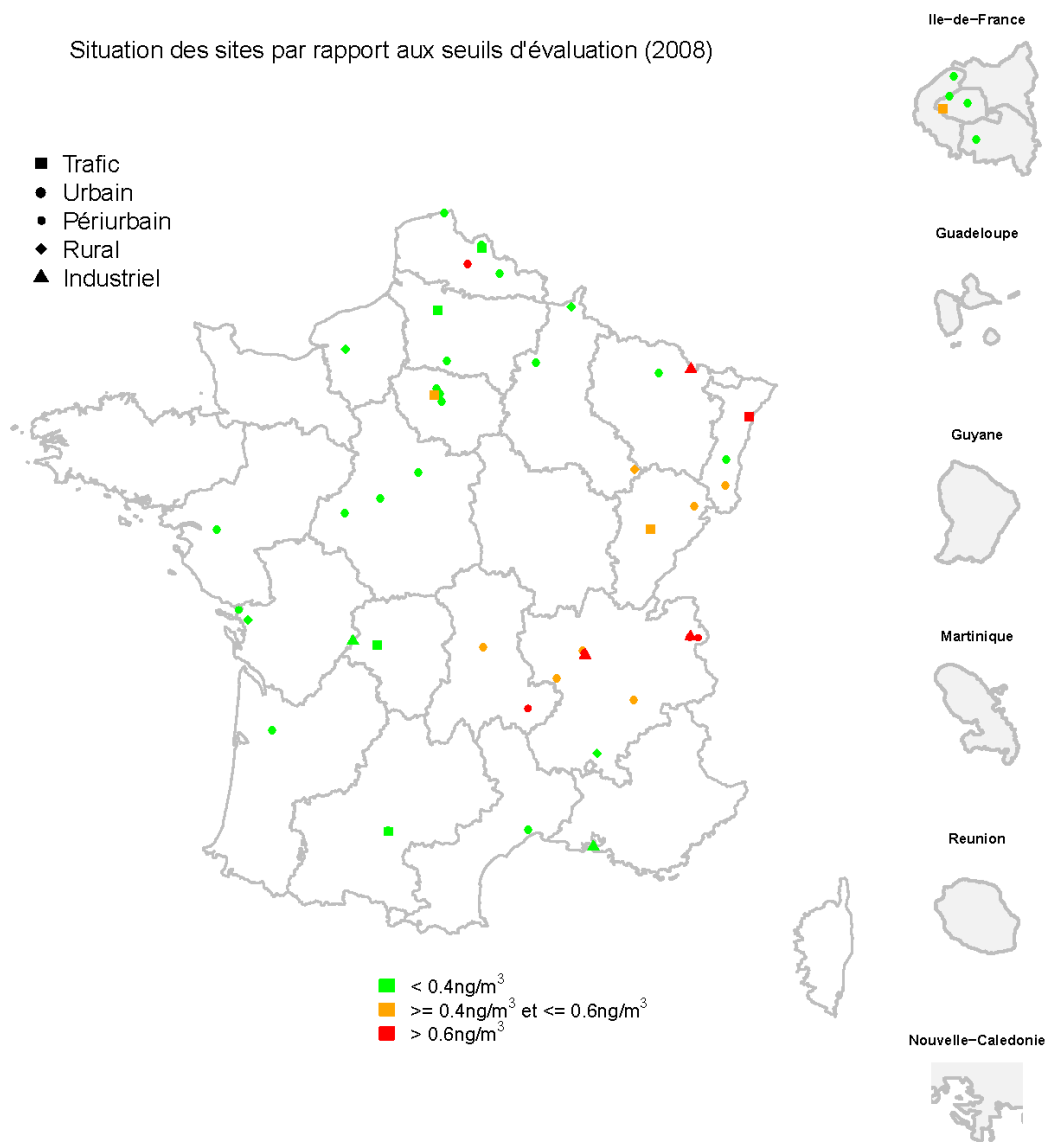 Situation des sites par rapport aux seuils d'évaluation (2008)
Trafic
Urbain
Périurbain
Rural
Industriel
Ile−de−France
Guadeloupe
Guyane
Martinique
Reunion
Nouvelle−Caledonie
< 0.4ng/m³
>= 0.4ng/m³ et <= 0.6ng/m³
> 0.6ng/m³